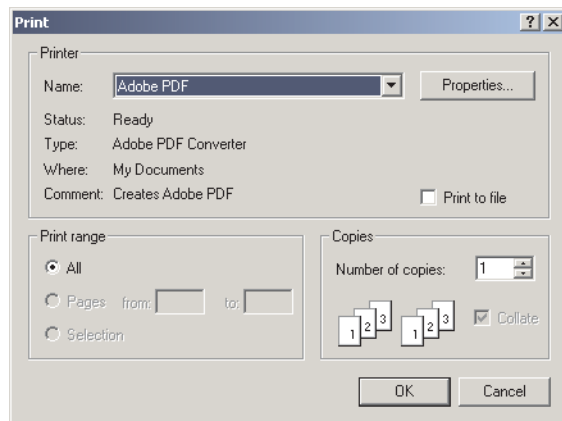 Print
Printer
Name: Adobe PDF Properties...
Status: Ready
Type: Adobe PDF Converter
Where: My Documents
Comment: Creates Adobe PDF Print to file
Print range
All
Pages from: to:
Selection
Copies
Number of copies: 1
1 2 3 1 2 3 Collate
OK Cancel